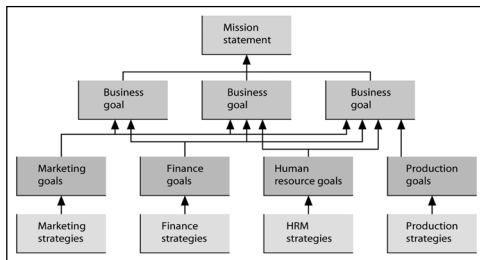 Mission
statement
Business
goal
Business
goal
Business
goal
Marketing
goals
Finance
goals
Human
resource goals
Production
goals
Marketing
strategies
Finance
strategies
HRM
strategies
Production
strategies